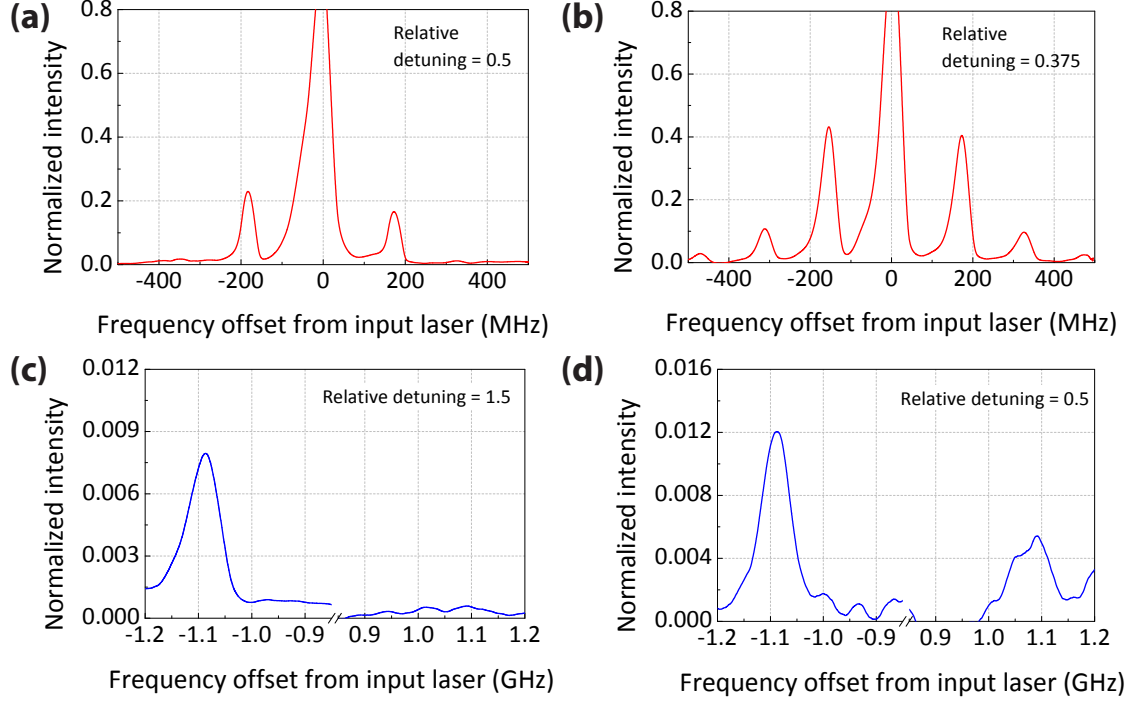 (a)
0.8
0.6
0.4
0.2
0.0
-400 -200 0 200 400
Normalized intensity
Relative
detuning = 0.5
Frequency offset from input laser (MHz)
(b)
0.8
0.6
0.4
0.2
0.0
-400 -200 0 200 400
Normalized intensity
Relative
detuning = 0.375
Frequency offset from input laser (MHz)
(c)
0.012
0.009
0.006
0.003
0.000
-1.2 -1.1 -1.0 -0.9 0.9 1.0 1.1 1.2
Normalized intensity
Relative detuning = 1.5
Frequency offset from input laser (GHz)
(d)
0.016
0.012
0.008
0.004
0.000
-1.2 -1.1 -1.0 -0.9 0.9 1.0 1.1 1.2
Normalized intensity
Relative detuning = 0.5
Frequency offset from input laser (GHz)